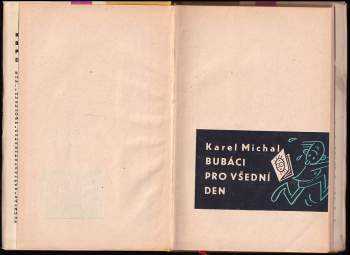 Karel Michal
BUBÁCI
PRO VŠEDNÍ
DEN